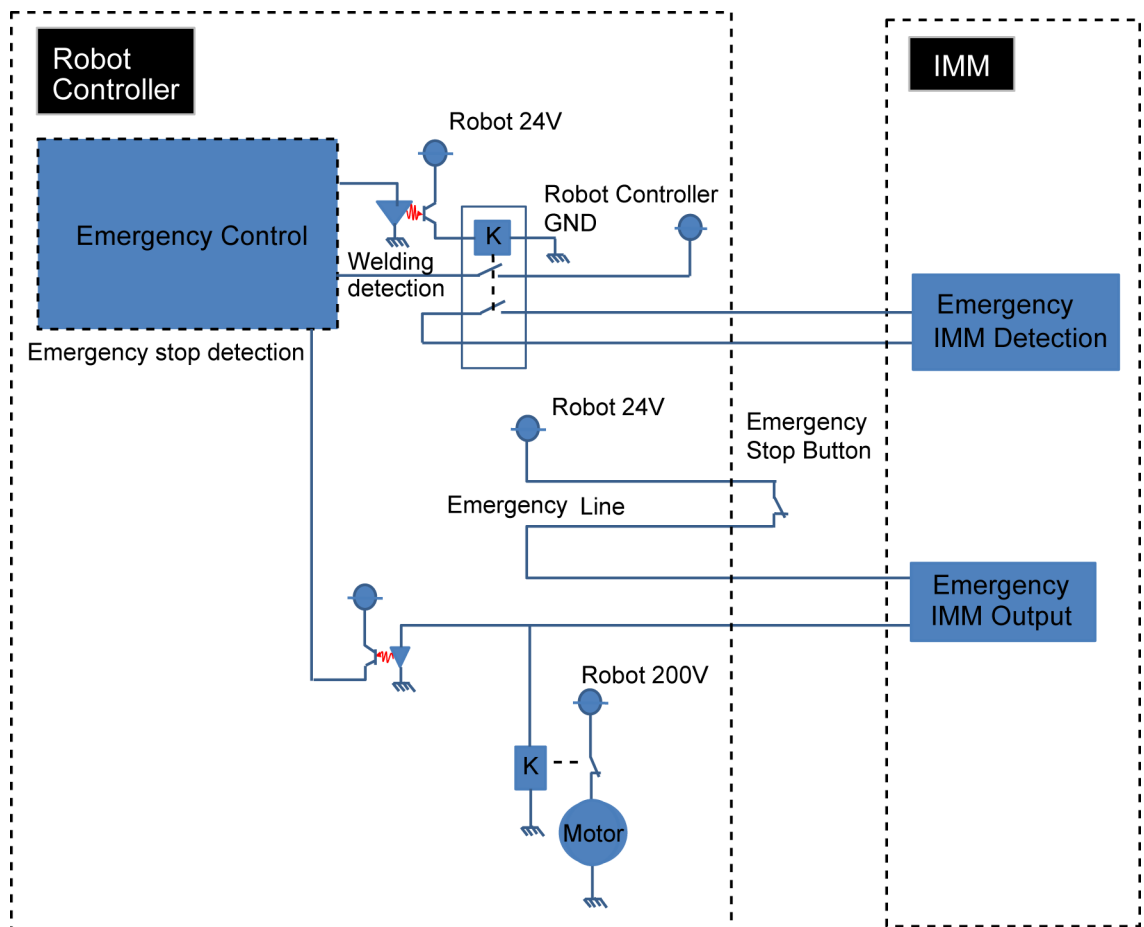 Robot
Controller
IMM
Robot 24V
Emergency Control
Robot Controller
GND
K
Welding
detection
Emergency
IMM Detection
Emergency stop detection
Robot 24V
Emergency
Stop Button
Emergency Line
Emergency
IMM Output
Robot 200V
K
Motor